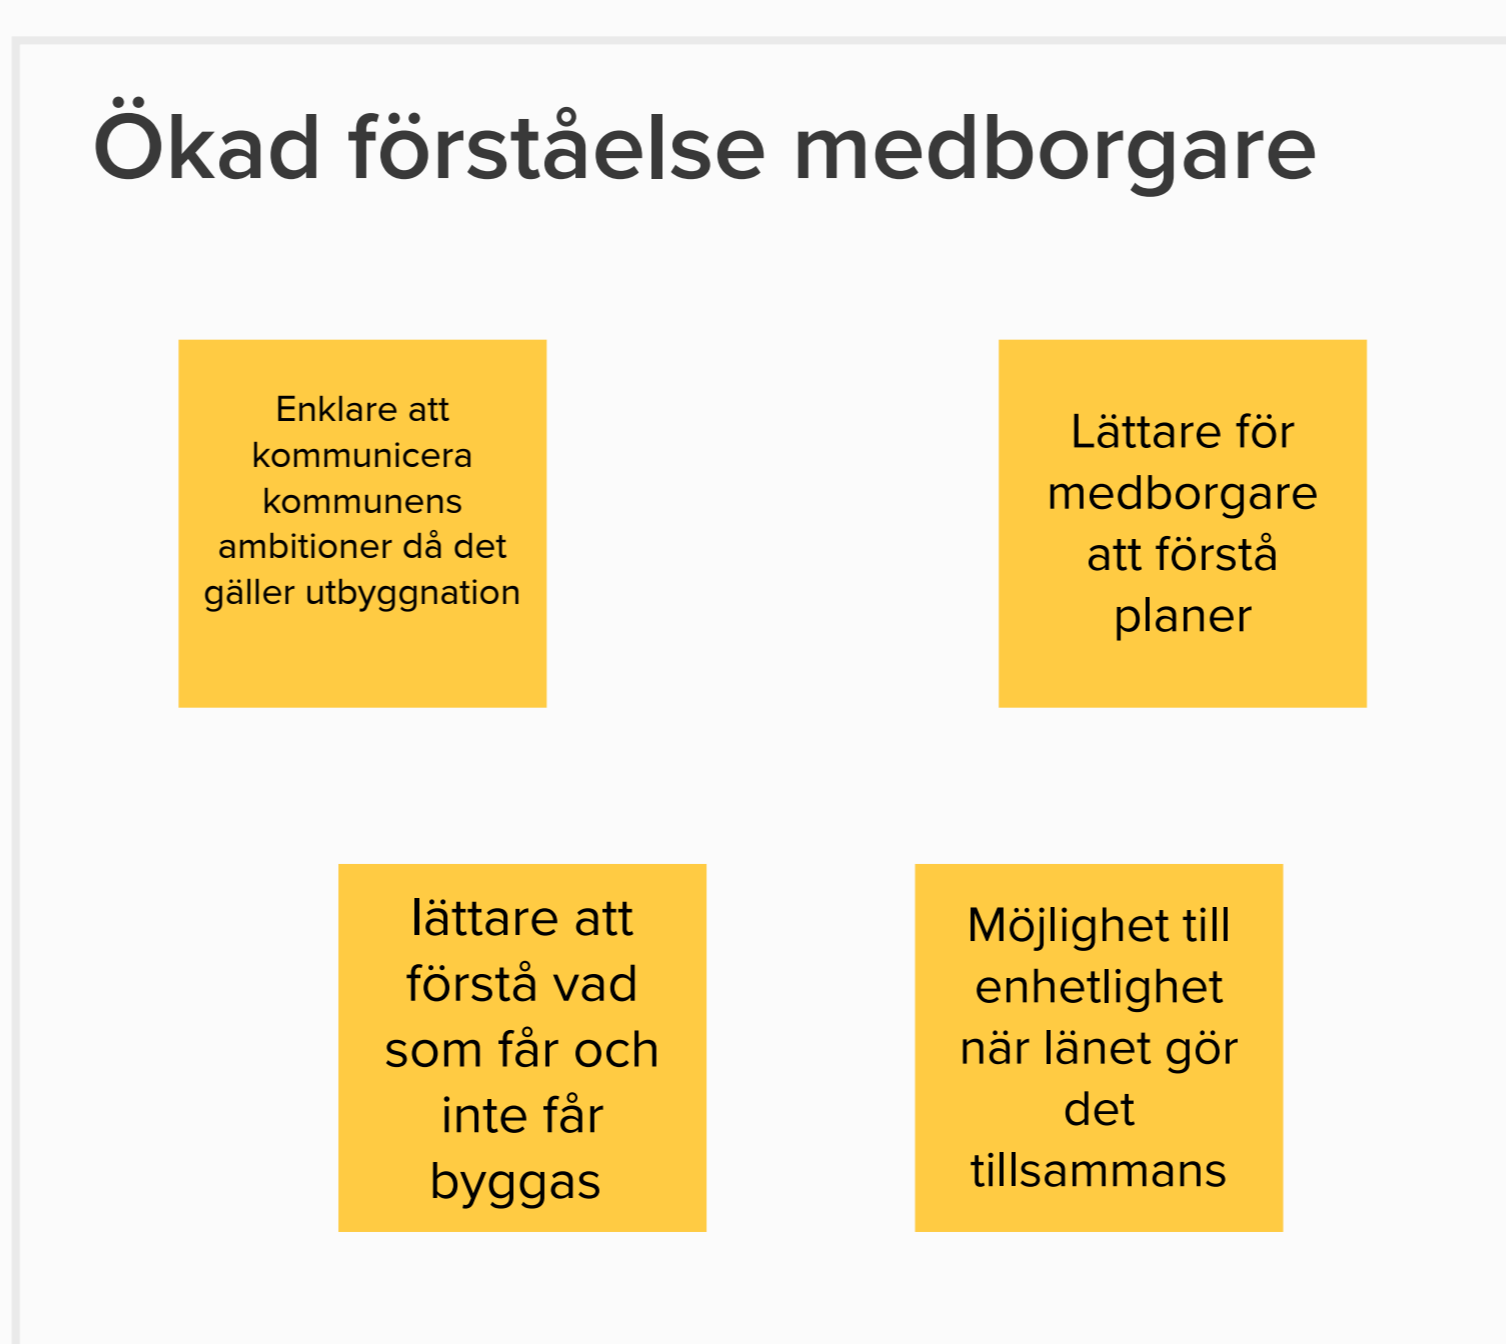 Ökad förståelse medborgare
Enklare att
kommunicera
kommunens
ambitioner då det
gäller utbyggnation
Lättare för
medborgare
att förstå
planer
lättare att
förstå vad
som får och
inte får
byggas
Möjlighet till
enhetlighet
när länet gör
det
tillsammans